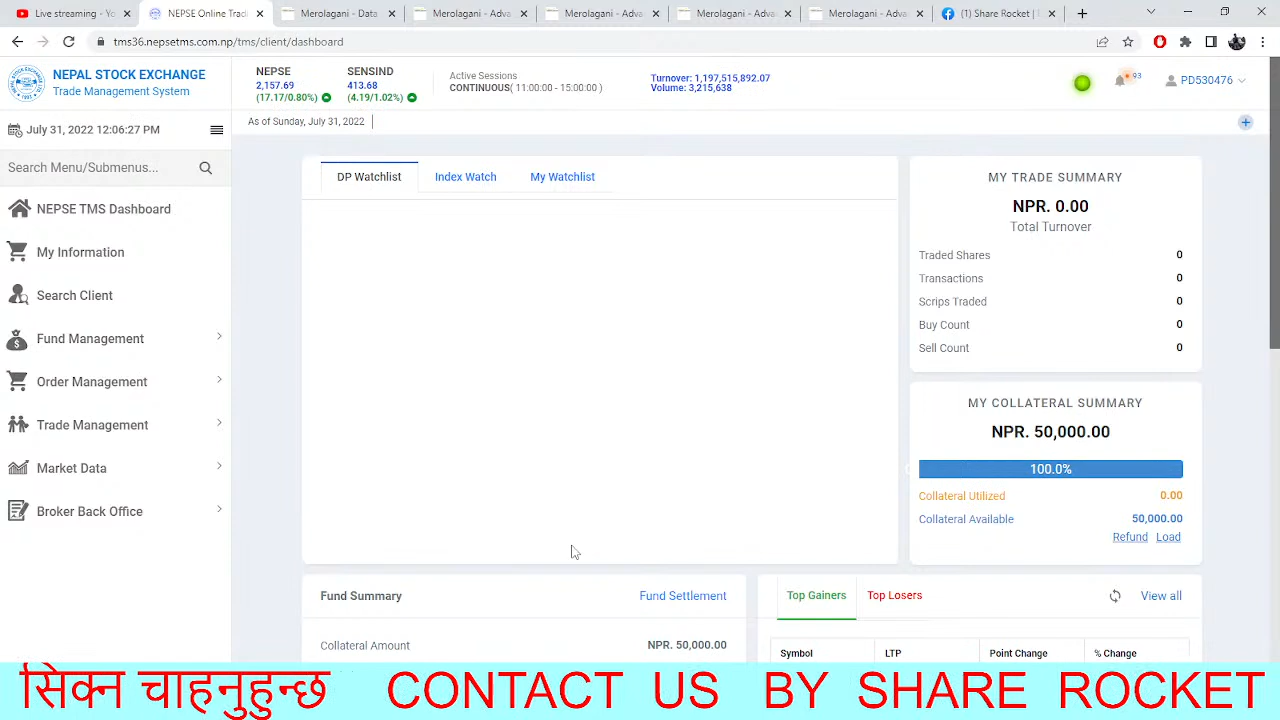 Live streaming - Yo
NEPSE Online Trad
Merolagani - Data
Merolagani - Adva
Merolagani - Adva
Merolagani - Adva
Merolagani - Adva
(1) Share Rocket |
tms36.nepsetms.com.np/tms/client/dashboard
NEPAL STOCK EXCHANGE
Trade Management System
NEPSE
2,157.69
(17.17/0.80%)
SENSIND
413.68
(4.19/1.02%)
Active Sessions
CONTINUOUS( 11:00:00 - 15:00:00 )
Turnover: 1,197,515,892.07
Volume: 3,215,638
93
PD530476
July 31, 2022 12:06:27 PM
As of Sunday, July 31, 2022
Search Menu/Submenus...
NEPSE TMS Dashboard
My Information
Search Client
Fund Management
Order Management
Trade Management
Market Data
Broker Back Office
DP Watchlist
Index Watch
My Watchlist
MY TRADE SUMMARY
NPR. 0.00
Total Turnover
Traded Shares 0
Transactions 0
Scrips Traded 0
Buy Count 0
Sell Count 0
MY COLLATERAL SUMMARY
NPR. 50,000.00
100.0%
Collateral Utilized 0.00
Collateral Available 50,000.00
Refund Load
Fund Summary
Fund Settlement
Collateral Amount NPR. 50,000.00
Top Gainers
Top Losers
View all
Symbol LTP Point Change % Change
सिक्न चाहनुहुन्छ CONTACT US BY SHARE ROCKET